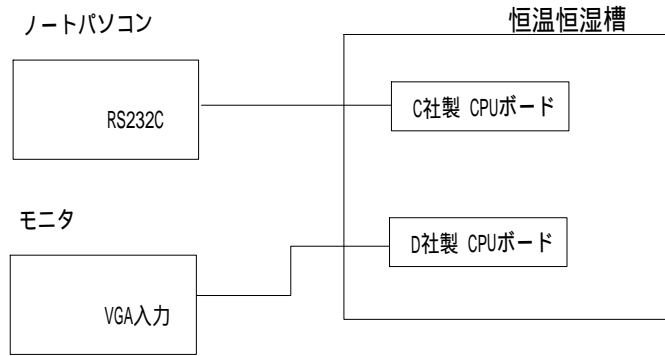 恒温恒湿槽
ノートパソコン
RS232C
C社製 CPUボード
モニタ
D社製 CPUボード
VGA入力